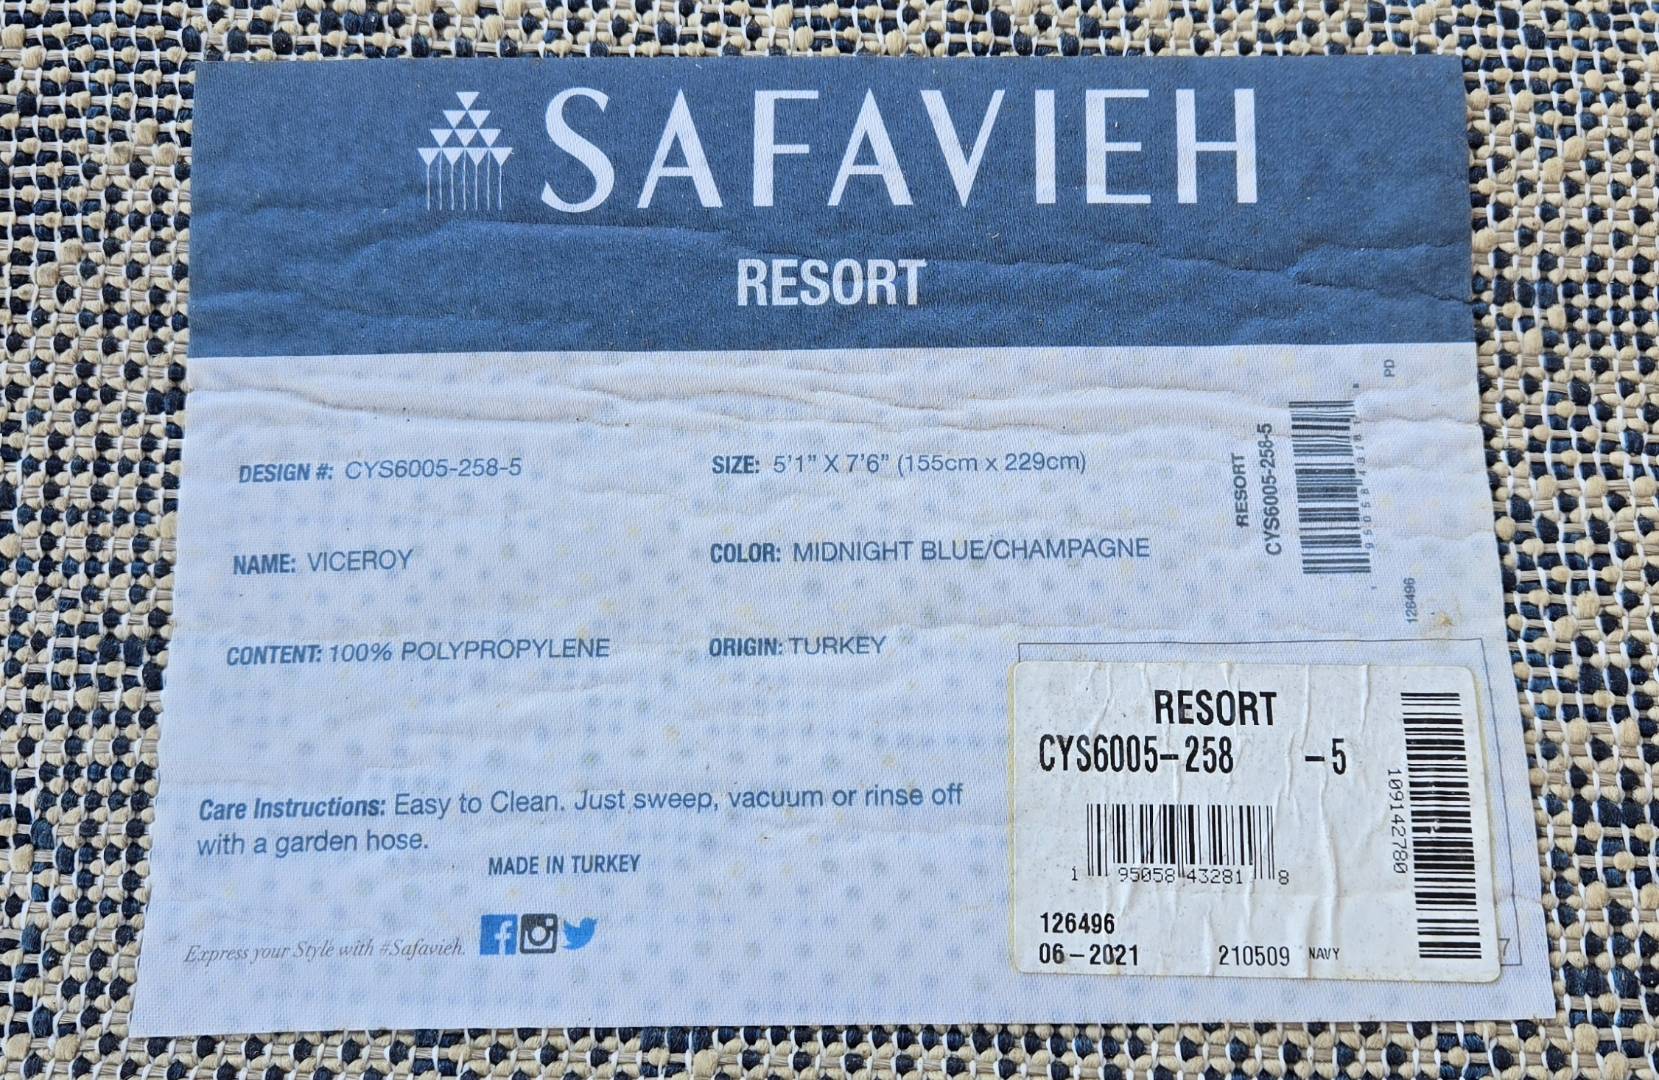 SAFAVIEH
RESORT
DESIGN #: CYS6005-258-5
SIZE: 5'1" X 7'6" (155cm x 229cm)
NAME: VICEROY
COLOR: MIDNIGHT BLUE/CHAMPAGNE
CONTENT: 100% POLYPROPYLENE
ORIGIN: TURKEY
Care Instructions: Easy to Clean. Just sweep, vacuum or rinse off
with a garden hose.
MADE IN TURKEY
Express your Style with #Safavieh.
RESORT
CYS6005-258-5
PD
126496
RESORT
CYS6005-258 -5
1 95058 43281 8
109142780
126496
06-2021 210509 NAVY
7